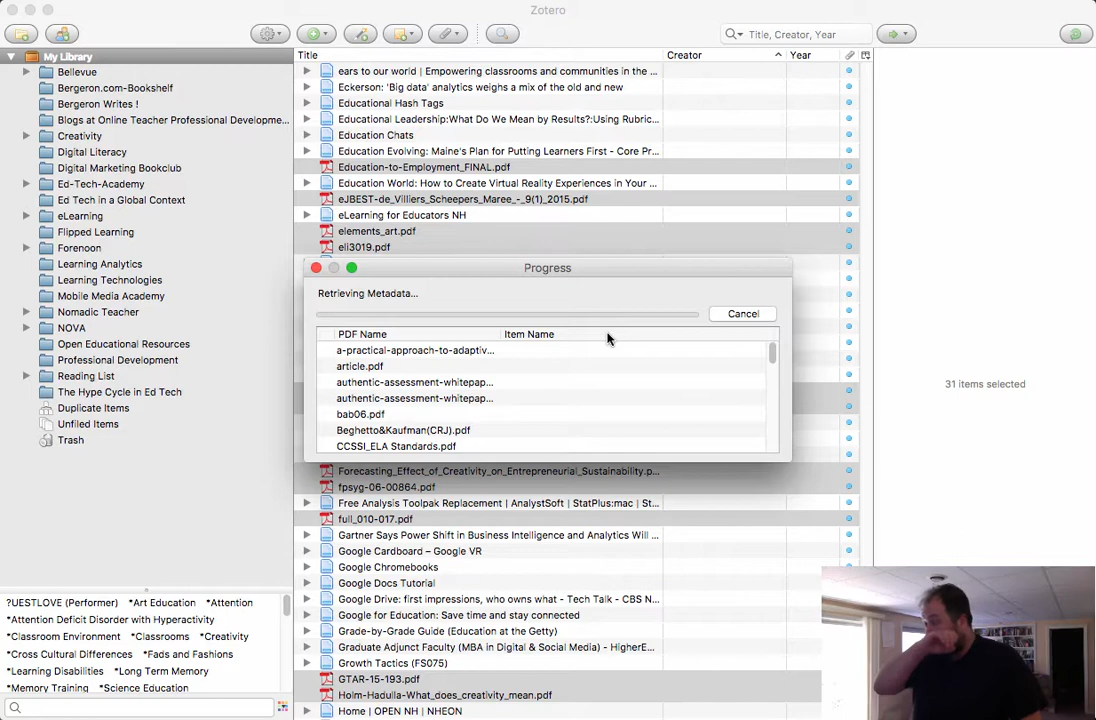 Zotero
Title, Creator, Year
My Library
Bellevue
Bergeron.com-Bookshelf
Bergeron Writes !
Blogs at Online Teacher Professional Developme...
Creativity
Digital Literacy
Digital Marketing Bookclub
Ed-Tech-Academy
Ed Tech in a Global Context
eLearning
Flipped Learning
Forenoon
Learning Analytics
Learning Technologies
Mobile Media Academy
Nomadic Teacher
NOVA
Open Educational Resources
Professional Development
Reading List
The Hype Cycle in Ed Tech
Duplicate Items
Unfiled Items
Trash
?UESTLOVE (Performer) *Art Education *Attention
*Attention Deficit Disorder with Hyperactivity
*Classroom Environment *Classrooms *Creativity
*Cross Cultural Differences *Fads and Fashions
*Learning Disabilities *Long Term Memory
*Memory Training *Science Education
Title Creator Year
ears to our world | Empowering classrooms and communities in the ...
Eckerson: 'Big data' analytics weighs a mix of the old and new
Educational Hash Tags
Educational Leadership:What Do We Mean by Results?:Using Rubric...
Education Chats
Education Evolving: Maine's Plan for Putting Learners First - Core Pr...
Education-to-Employment_FINAL.pdf
Education World: How to Create Virtual Reality Experiences in Your ...
eJBEST-de_Villiers_Scheepers_Maree_-_9(1)_2015.pdf
eLearning for Educators NH
elements_art.pdf
eli3019.pdf
Progress
Retrieving Metadata...
Cancel
PDF Name Item Name
a-practical-approach-to-adaptiv...
article.pdf
authentic-assessment-whitepap...
authentic-assessment-whitepap...
bab06.pdf
Beghetto&Kaufman(CRJ).pdf
CCSSI_ELA Standards.pdf
Forecasting_Effect_of_Creativity_on_Entrepreneurial_Sustainability.p...
fpsyg-06-00864.pdf
Free Analysis Toolpak Replacement | AnalystSoft | StatPlus:mac | St...
full_010-017.pdf
Gartner Says Power Shift in Business Intelligence and Analytics Will ...
Google Cardboard – Google VR
Google Chromebooks
Google Docs Tutorial
Google Drive: first impressions, who owns what - Tech Talk - CBS N...
Google for Education: Save time and stay connected
Grade-by-Grade Guide (Education at the Getty)
Graduate Adjunct Faculty (MBA in Digital & Social Media) - HigherE...
Growth Tactics (FS075)
GTAR-15-193.pdf
Holm-Hadulla-What_does_creativity_mean.pdf
Home | OPEN NH | NHEON
31 items selected